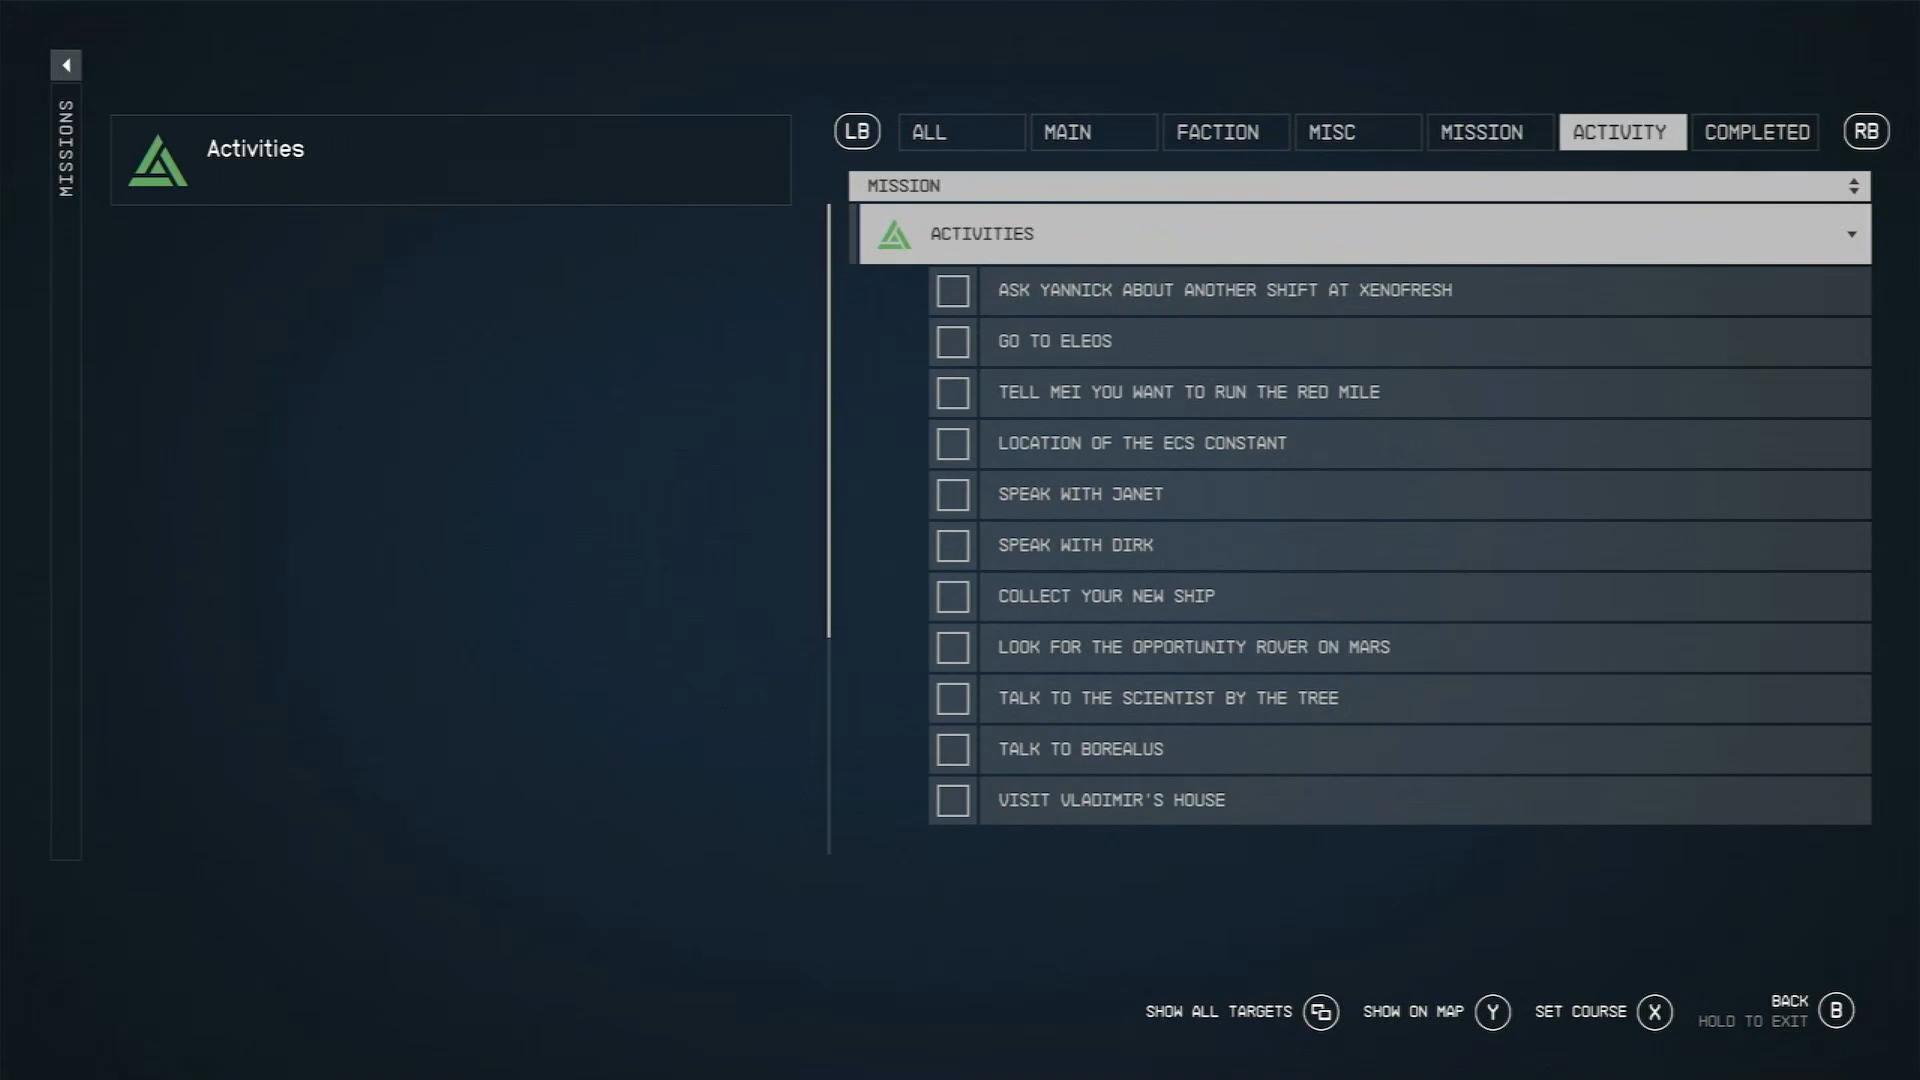 MISSIONS
Activities
LB
ALL
MAIN
FACTION
MISC
MISSION
ACTIVITY
COMPLETED
RB
MISSION
ACTIVITIES
ASK YANNICK ABOUT ANOTHER SHIFT AT XENOFRESH
GO TO ELEOS
TELL MEI YOU WANT TO RUN THE RED MILE
LOCATION OF THE ECS CONSTANT
SPEAK WITH JANET
SPEAK WITH DIRK
COLLECT YOUR NEW SHIP
LOOK FOR THE OPPORTUNITY ROVER ON MARS
TALK TO THE SCIENTIST BY THE TREE
TALK TO BOREALUS
VISIT VLADIMIR'S HOUSE
SHOW ALL TARGETS
SHOW ON MAP Y
SET COURSE X
BACK B
HOLD TO EXIT